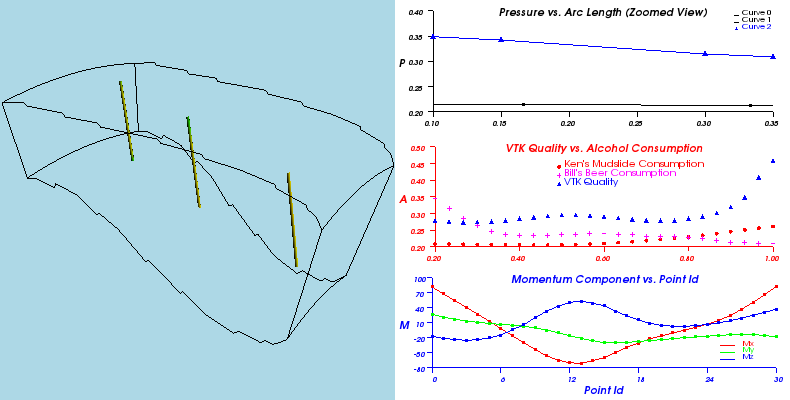 Pressure vs. Arc Length (Zoomed View)
Curve 0
Curve 1
Curve 2
0.40
0.35
P
0.30
0.25
0.20
0.10 0.15 0.20 0.25 0.30 0.35
VTK Quality vs. Alcohol Consumption
0.50
Ken's Mudslide Consumption
0.45
Bill's Beer Consumption
0.40
VTK Quality
0.35
A
0.30
0.25
0.20
0.20 0.40 0.60 0.80 1.00
Momentum Component vs. Point Id
100
70
40
M
10
-20
Mx
My
-50
Mz
-80
0 6 12 18 24 30
Point Id